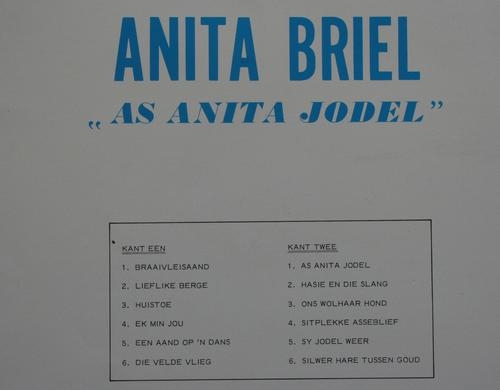 ANITA BRIEL
„AS ANITA JODEL”
KANT EEN
1. BRAAIVLEISAAND
2. LIEFLIKE BERGE
3. HUISTOE
4. EK MIN JOU
5. EEN AAND OP 'N DANS
6. DIE VELDE VLIEG
KANT TWEE
1. AS ANITA JODEL
2. HASIE EN DIE SLANG
3. ONS WOLHAAR HOND
4. SITPLEKKE ASSEBLIEF
5. SY JODEL WEER
6. SILWER HARE TUSSEN GOUD